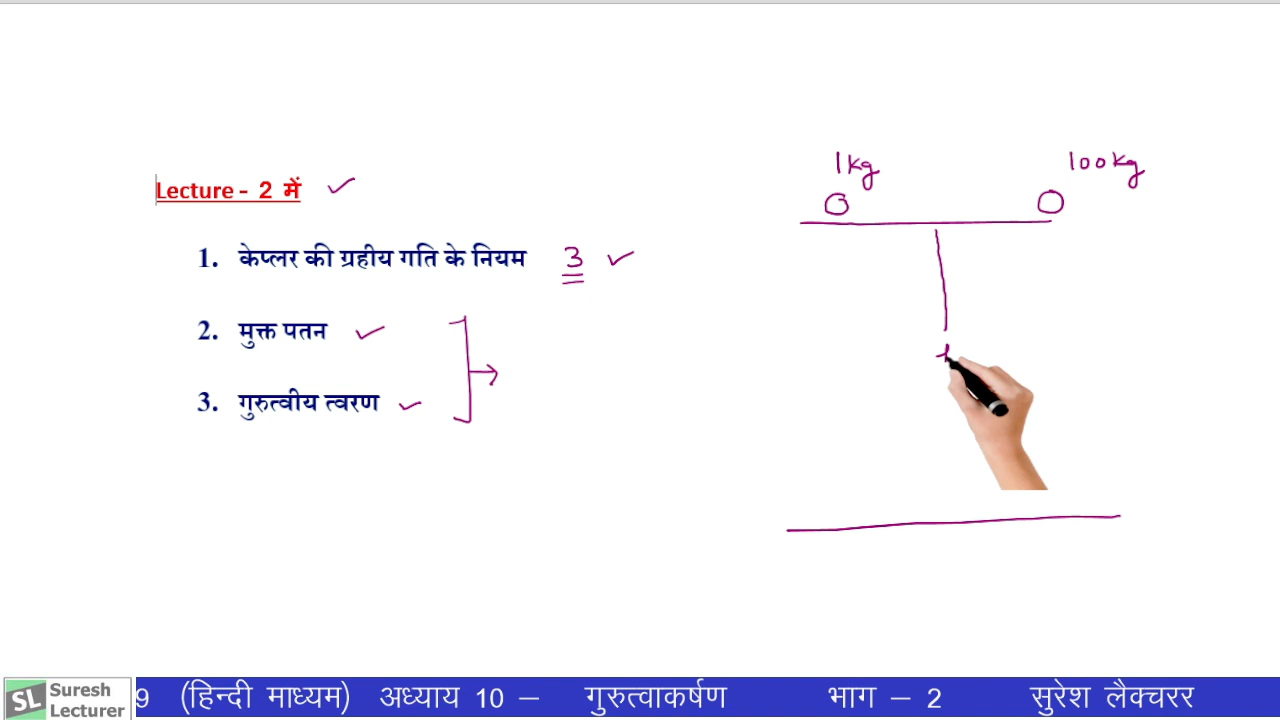 1kg 100kg
Lecture - 2 में
1. केप्लर की ग्रहीय गति के नियम 3
2. मुक्त पतन
3. गुरुत्वीय त्वरण
SL Suresh Lecturer
9 (हिन्दी माध्यम) अध्याय 10 – गुरुत्वाकर्षण भाग – 2 सुरेश लैक्चरर